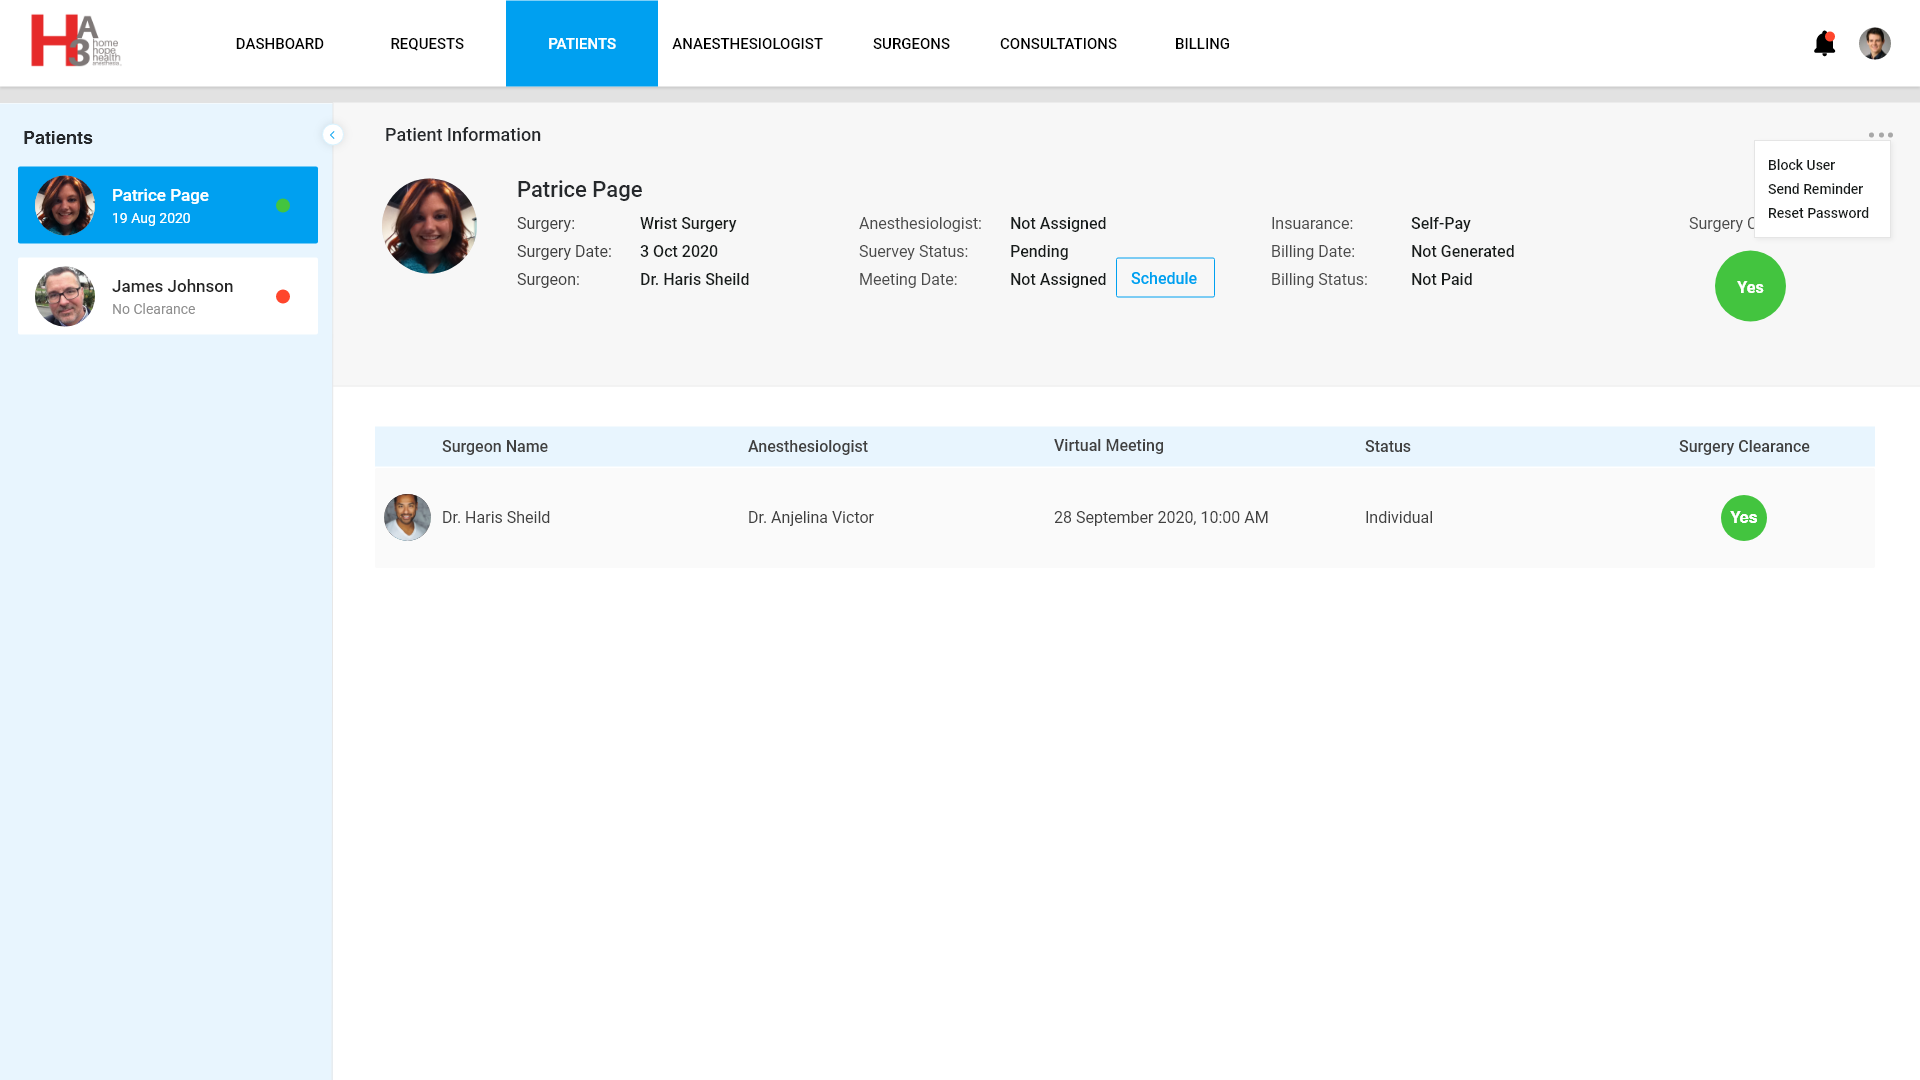 HA3
home
hope
health
anesthesia
DASHBOARD
REQUESTS
PATIENTS
ANAESTHESIOLOGIST
SURGEONS
CONSULTATIONS
BILLING
Patients
Patrice Page
19 Aug 2020
James Johnson
No Clearance
Patient Information
Block User
Send Reminder
Reset Password
Patrice Page
Surgery: Wrist Surgery
Surgery Date: 3 Oct 2020
Surgeon: Dr. Haris Sheild
Anesthesiologist: Not Assigned
Suervey Status: Pending
Meeting Date: Not Assigned Schedule
Insuarance: Self-Pay
Billing Date: Not Generated
Billing Status: Not Paid
Surgery C
Yes
Surgeon Name Anesthesiologist Virtual Meeting Status Surgery Clearance
Dr. Haris Sheild Dr. Anjelina Victor 28 September 2020, 10:00 AM Individual Yes